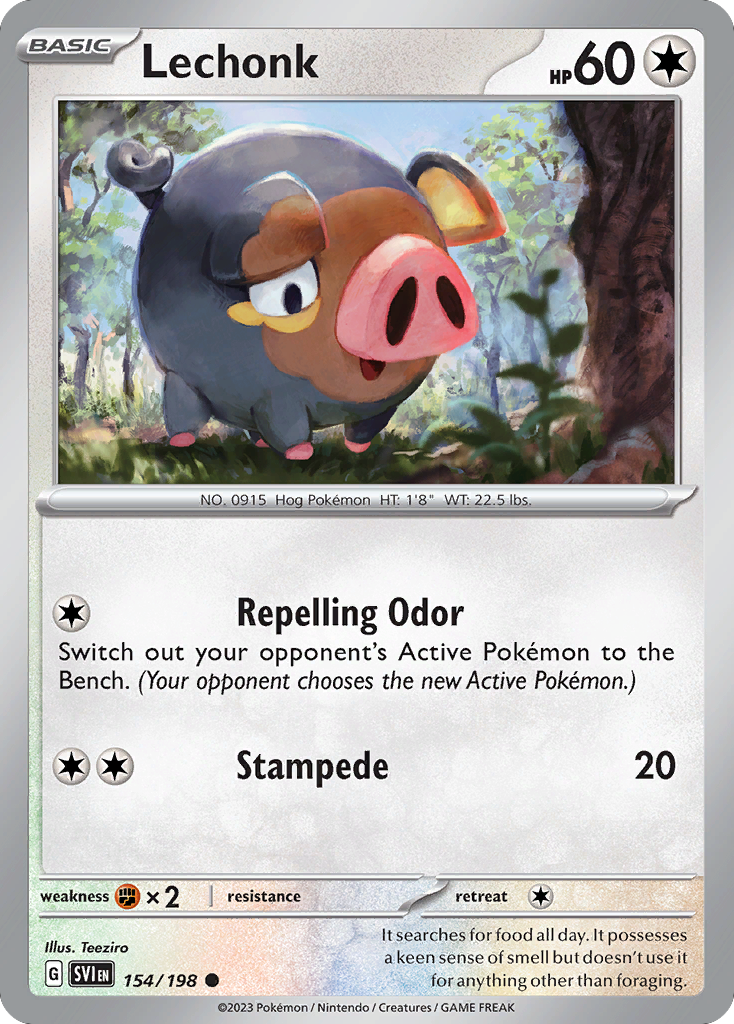 BASIC Lechonk HP60
NO. 0915 Hog Pokémon HT: 1'8" WT: 22.5 lbs.
Repelling Odor
Switch out your opponent's Active Pokémon to the
Bench. (Your opponent chooses the new Active Pokémon.)
Stampede 20
weakness ×2 resistance retreat
Illus. Teeziro
G SVI EN 154/198
It searches for food all day. It possesses
a keen sense of smell but doesn't use it
for anything other than foraging.
©2023 Pokémon / Nintendo / Creatures / GAME FREAK